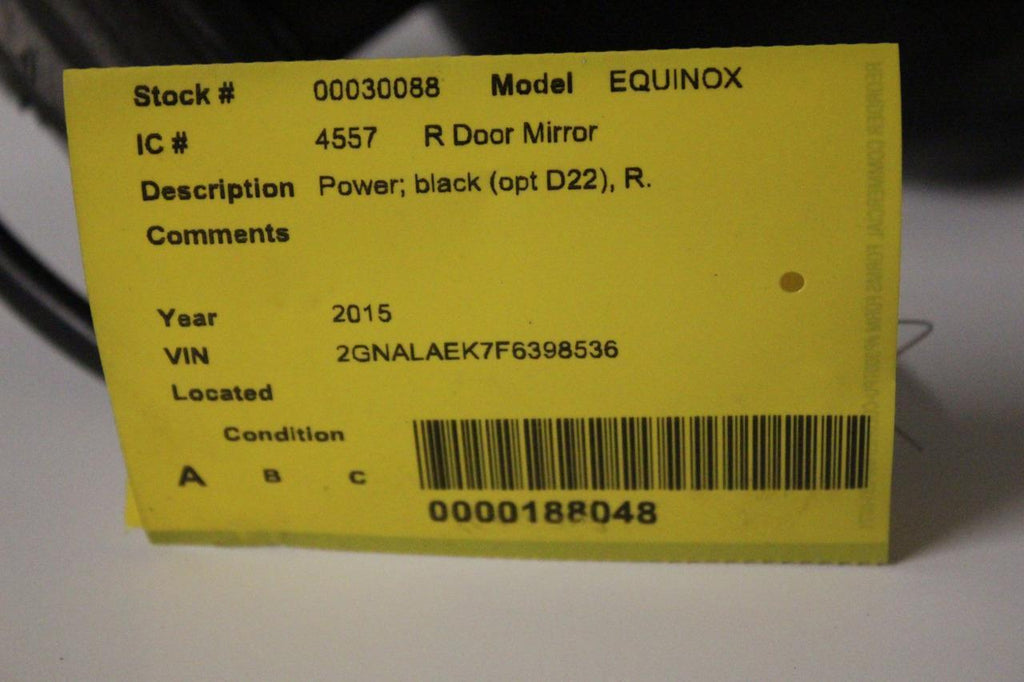 Stock # 00030088 Model EQUINOX
IC # 4557 R Door Mirror
Description Power; black (opt D22), R.
Comments
Year 2015
VIN 2GNALAEK7F6398536
Located
Condition
A B C
0000188048